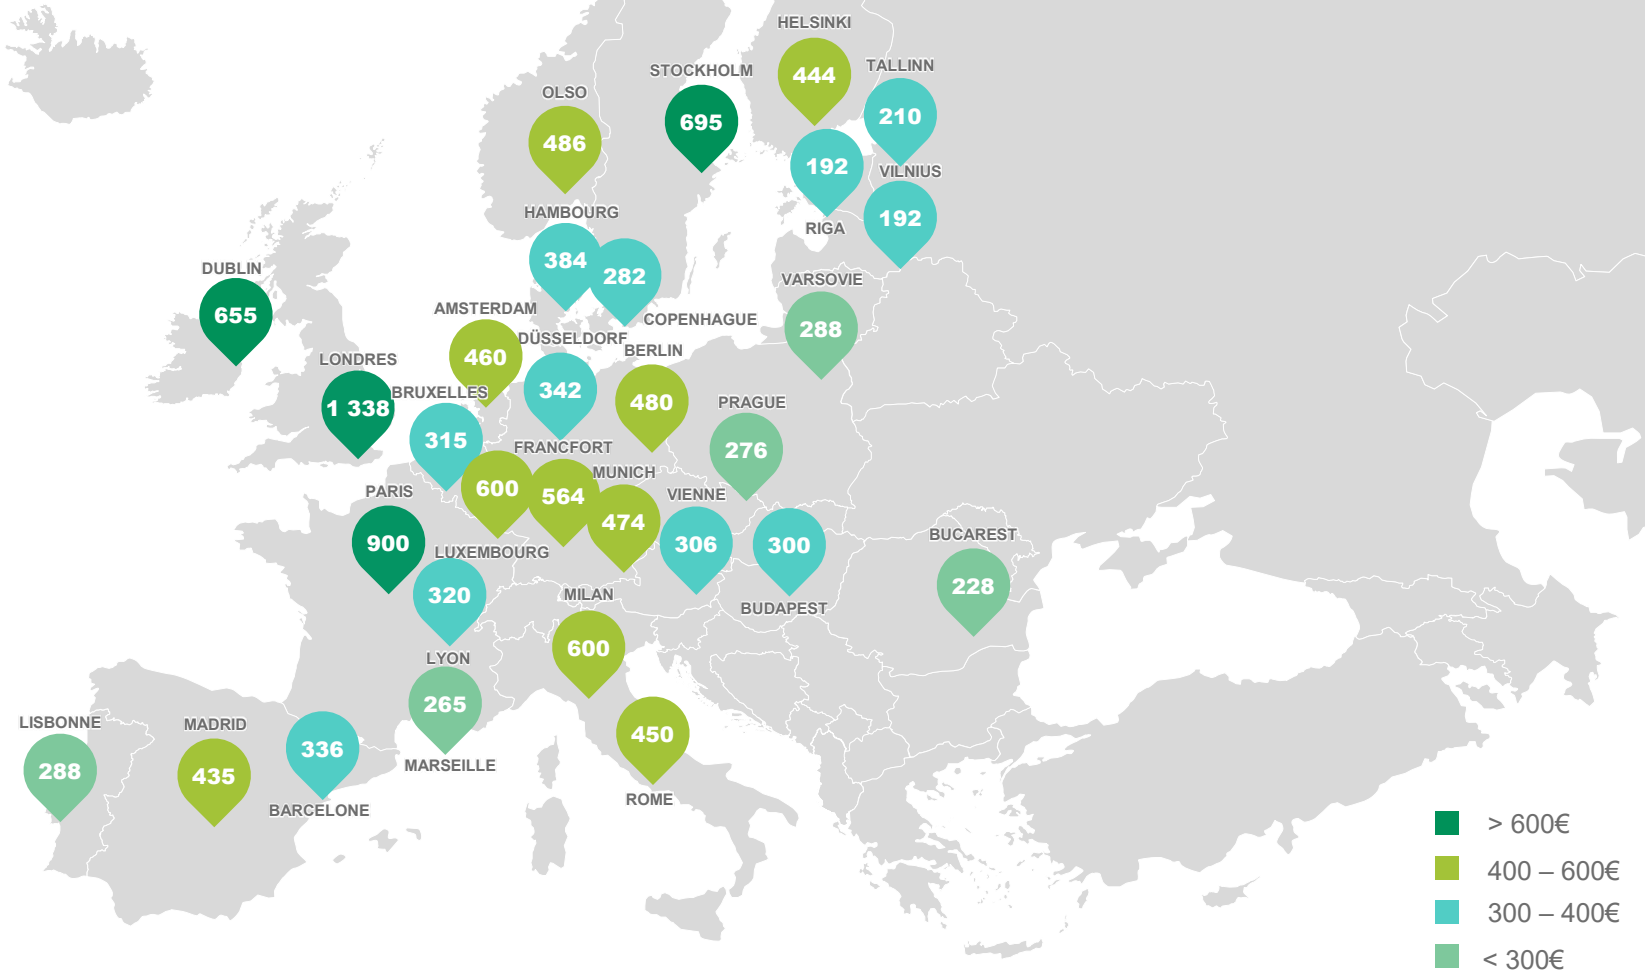 HELSINKI
444
STOCKHOLM
695
TALLINN
210
OLSO
486
192
RIGA
VILNIUS
192
HAMBOURG
384
282
COPENHAGUE
DUBLIN
655
VARSOVIE
288
AMSTERDAM
460
DÜSSELDORF
342
BERLIN
480
LONDRES
1 338
BRUXELLES
315
PRAGUE
276
FRANCFORT
564
MUNICH
474
600
LUXEMBOURG
PARIS
900
VIENNE
306
300
BUDAPEST
BUCAREST
228
320
LYON
MILAN
600
265
MARSEILLE
LISBONNE
288
MADRID
435
336
BARCELONE
450
ROME
> 600€
400 – 600€
300 – 400€
< 300€